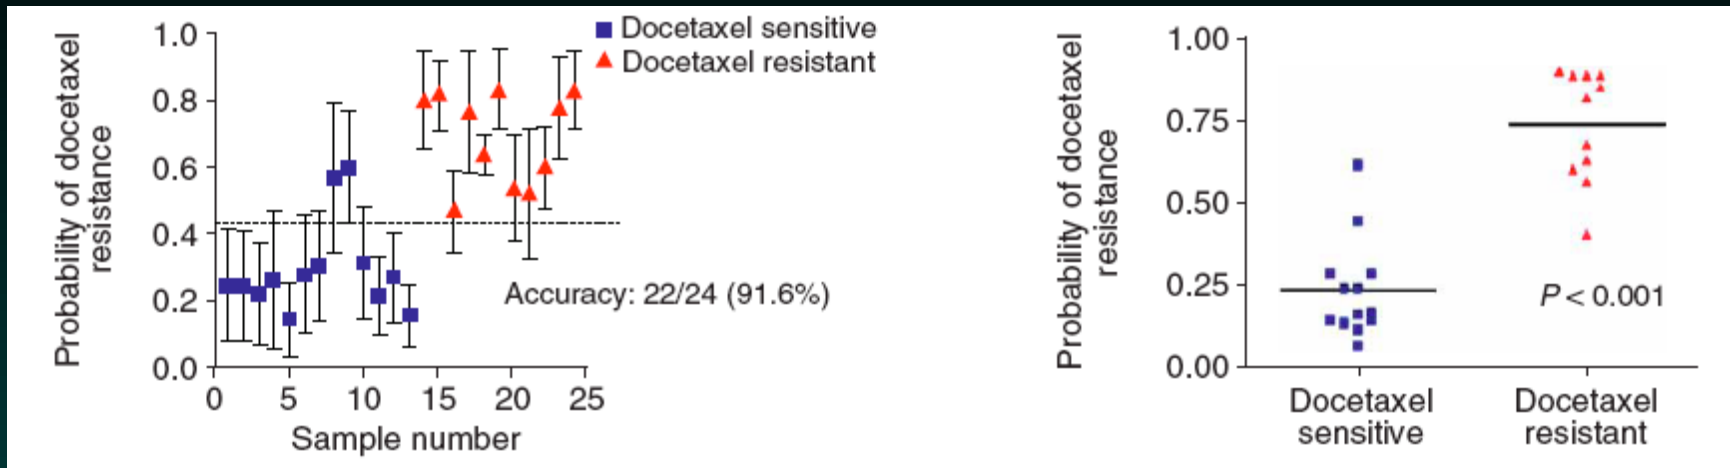 Probability of docetaxel
resistance
1.0
0.8
0.6
0.4
0.2
0.0
0 5 10 15 20 25
Sample number
Docetaxel sensitive
Docetaxel resistant
Accuracy: 22/24 (91.6%)
Probability of docetaxel
resistance
1.00
0.75
0.50
0.25
0.00
P < 0.001
Docetaxel
sensitive
Docetaxel
resistant